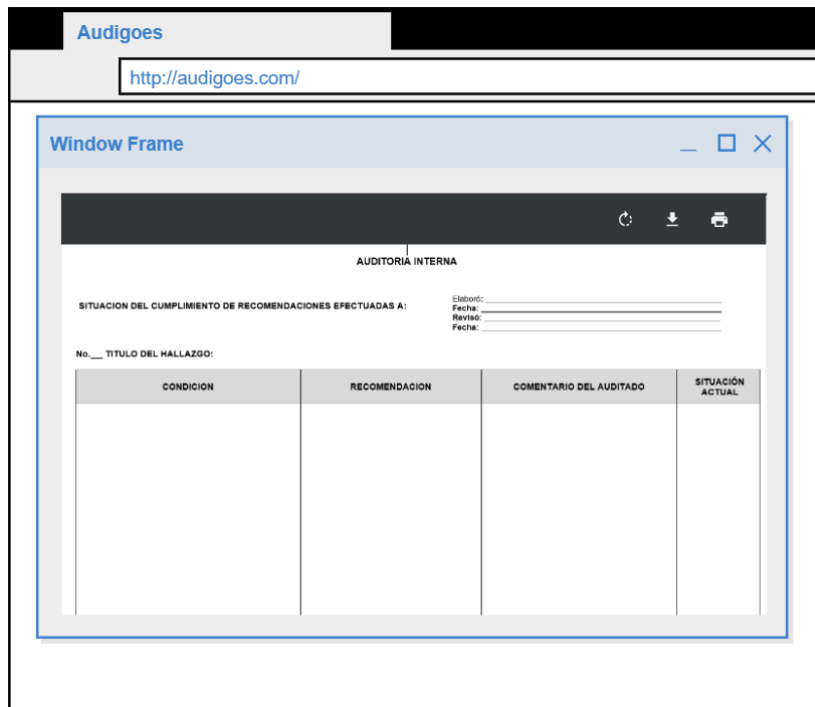 Audigoes
http://audigoes.com/
Window Frame
AUDITORIA INTERNA
SITUACION DEL CUMPLIMIENTO DE RECOMENDACIONES EFECTUADAS A:
Elaboró:
Fecha:
Revisó:
Fecha:
No.__ TITULO DEL HALLAZGO:
CONDICION RECOMENDACION COMENTARIO DEL AUDITADO SITUACIÓN ACTUAL